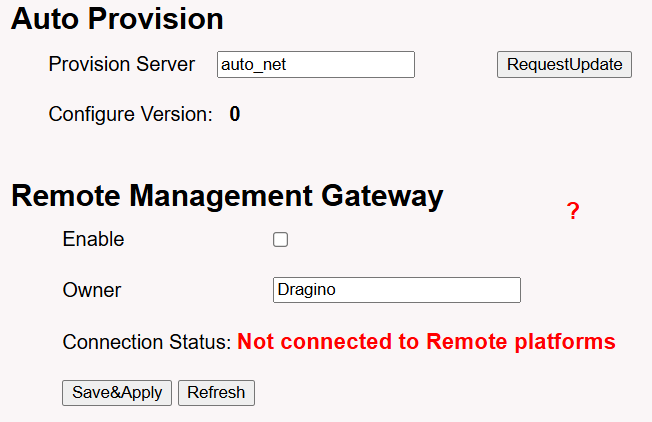 Auto Provision
Provision Server auto_net RequestUpdate
Configure Version: 0
Remote Management Gateway
?
Enable
Owner Dragino
Connection Status: Not connected to Remote platforms
Save&Apply Refresh